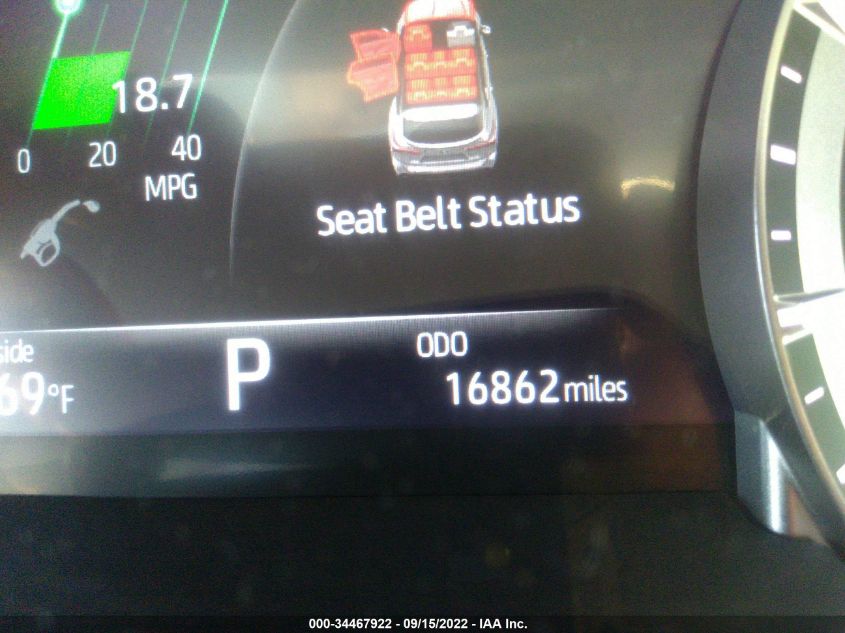 18.7
0 20 40
MPG
Seat Belt Status
P
ODO
69°F
16862 miles
000-34467922 - 09/15/2022 - IAA Inc.